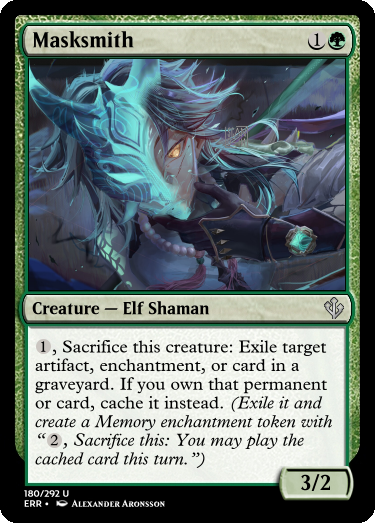 Masksmith 1
Creature — Elf Shaman
1, Sacrifice this creature: Exile target
artifact, enchantment, or card in a
graveyard. If you own that permanent
or card, cache it instead. (Exile it and
create a Memory enchantment token with
“2, Sacrifice this: You may play the
cached card this turn.”)
3/2
180/292 U
ERR • Alexander Aronsson